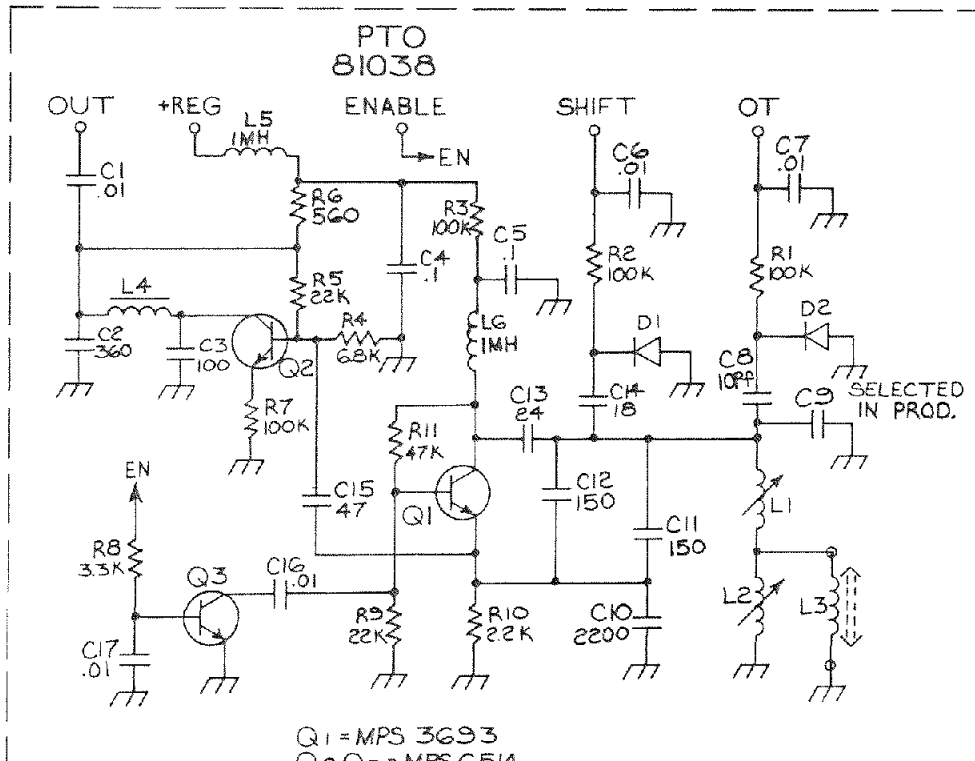 PTO
81038
OUT
+REG
ENABLE
SHIFT
OT
L5
1MH
EN
C1
.01
R6
560
R3
100K
C6
.01
C7
.01
R5
22K
C4
.1
C5
.1
R2
100K
R1
100K
L4
R4
6.8K
L6
1MH
D1
D2
C2
360
C3
100
Q2
C8
10Pf
C9
SELECTED
IN PROD.
R7
100K
C13
24
C14
18
R11
47K
EN
C15
47
Q1
C12
150
C11
150
L1
R8
3.3K
Q3
C16
.01
C17
.01
R9
22K
R10
2.2K
C10
2200
L2
L3
Q1 = MPS 3693